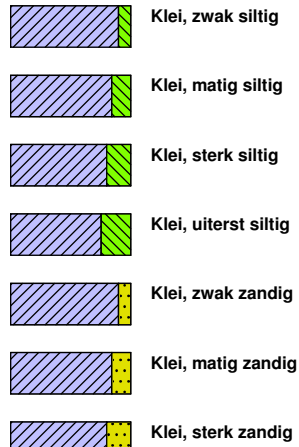 Klei, zwak siltig
Klei, matig siltig
Klei, sterk siltig
Klei, uiterst siltig
Klei, zwak zandig
Klei, matig zandig
Klei, sterk zandig